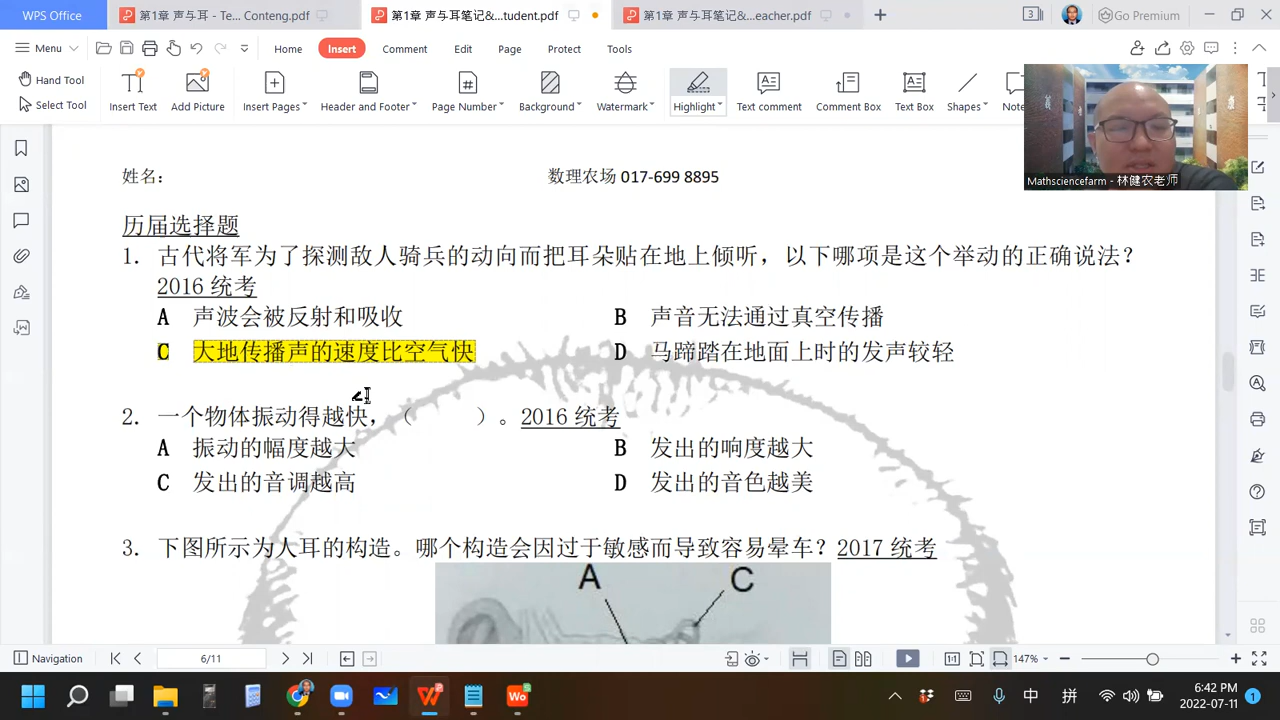 WPS Office
第1章 声与耳 - Te... Conteng.pdf
第1章 声与耳笔记&...tudent.pdf
第1章 声与耳笔记&...eacher.pdf
3
Go Premium
Menu
Home
Insert
Comment
Edit
Page
Protect
Tools
Hand Tool
Select Tool
Insert Text
Add Picture
Insert Pages
Header and Footer
Page Number
Background
Watermark
Highlight
Text comment
Comment Box
Text Box
Shapes
Mathsciencefarm - 林健农老师
姓名:
数理农场 017-699 8895
历届选择题
1. 古代将军为了探测敌人骑兵的动向而把耳朵贴在地上倾听，以下哪项是这个举动的正确说法？
2016 统考
A 声波会被反射和吸收
B 声音无法通过真空传播
C 大地传播声的速度比空气快
D 马蹄踏在地面上时的发声较轻
2. 一个物体振动得越快，（ ）。2016 统考
A 振动的幅度越大
B 发出的响度越大
C 发出的音调越高
D 发出的音色越美
3. 下图所示为人耳的构造。哪个构造会因过于敏感而导致容易晕车？2017 统考
A
C
Navigation
6/11
147%
中
拼
6:42 PM
2022-07-11
1